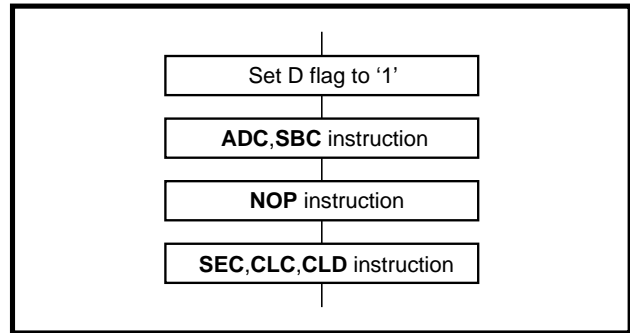 Set D flag to ‘1’
ADC,SBC instruction
NOP instruction
SEC,CLC,CLD instruction